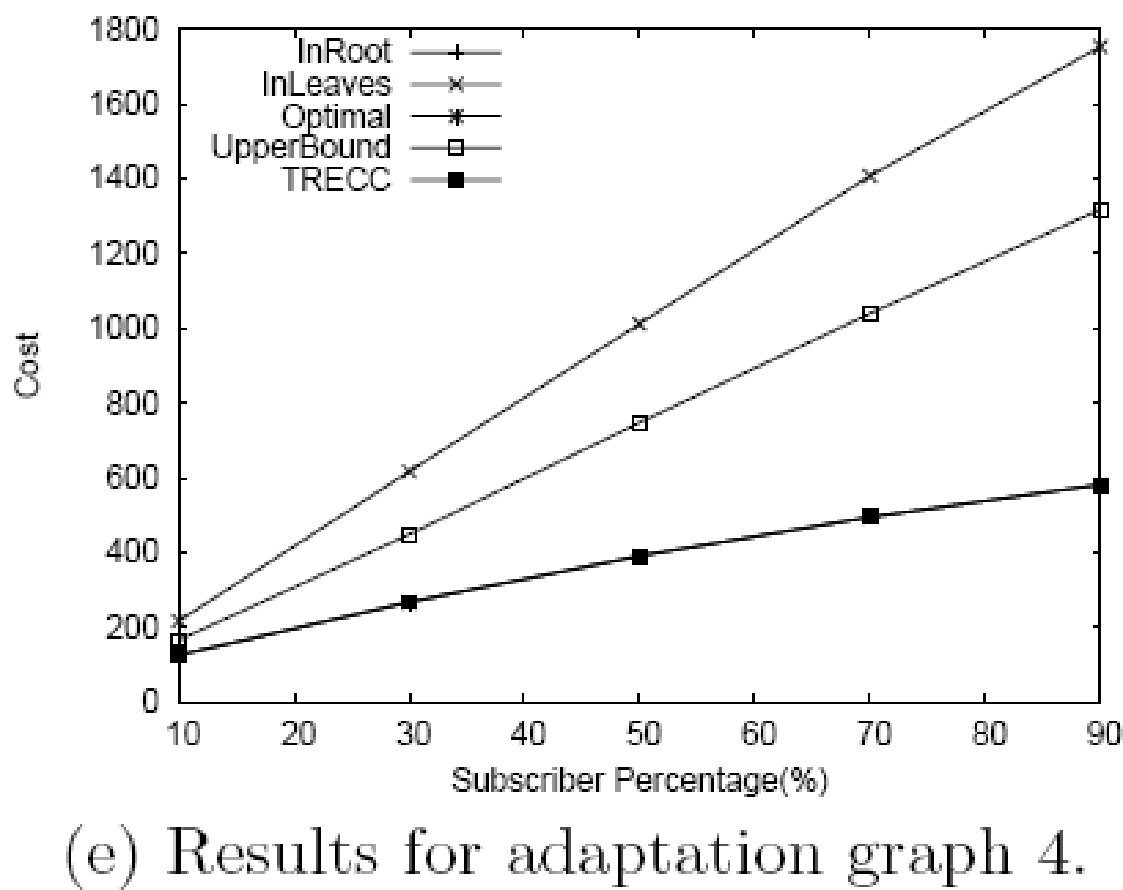 1800
1600
1400
1200
1000
800
600
400
200
0
Cost
InRoot
InLeaves
Optimal
UpperBound
TRECC
10 20 30 40 50 60 70 80 90
Subscriber Percentage(%)
(e) Results for adaptation graph 4.